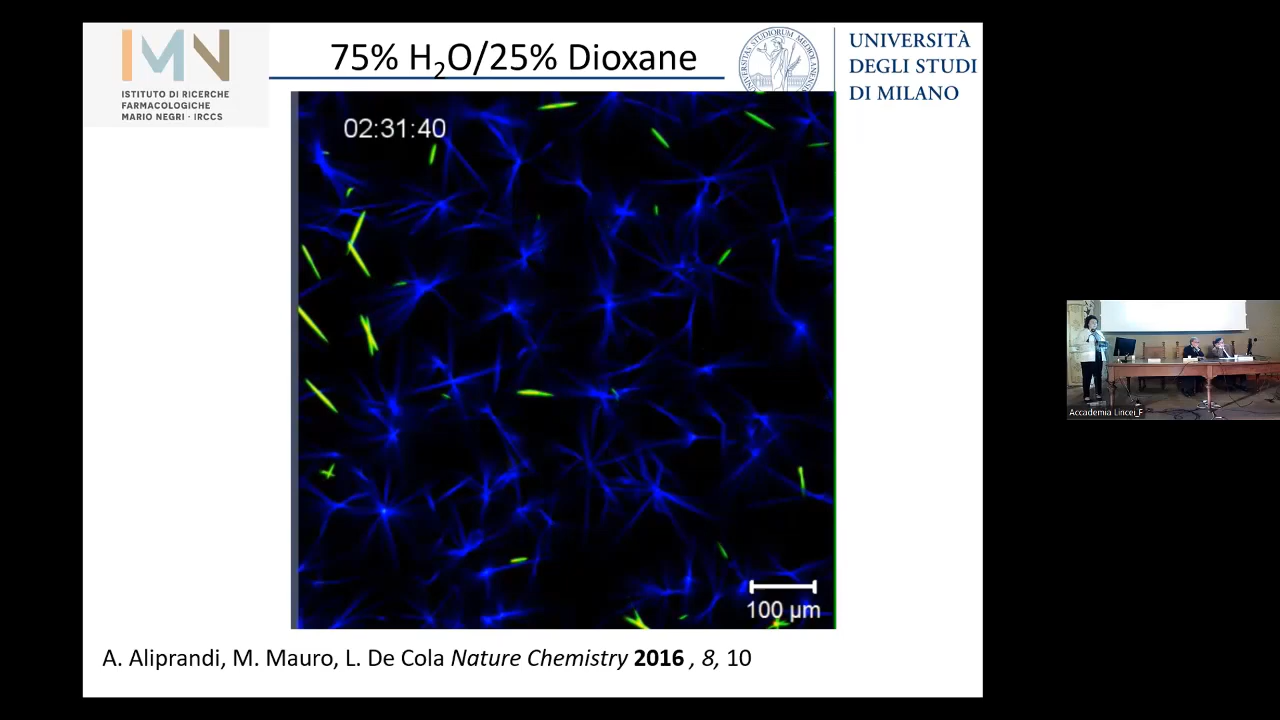 75% H₂O/25% Dioxane
IMN
ISTITUTO DI RICERCHE
FARMACOLOGICHE
MARIO NEGRI · IRCCS
UNIVERSITÀ
DEGLI STUDI
DI MILANO
02:31:40
100 µm
A. Aliprandi, M. Mauro, L. De Cola Nature Chemistry 2016 , 8, 10
Accademia Lincei_F